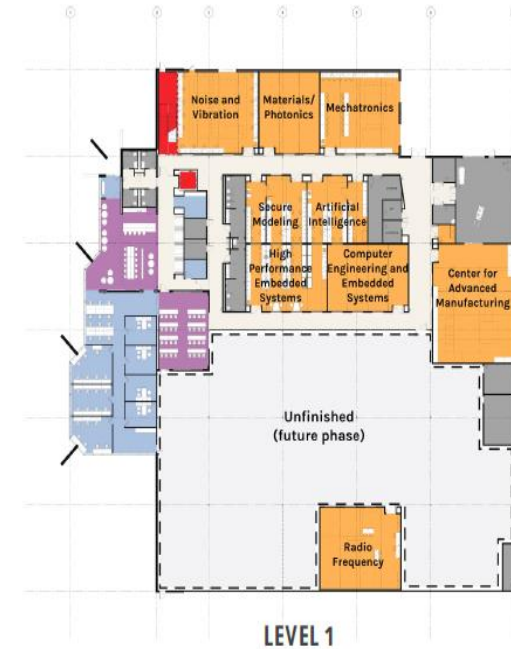 Noise and
Vibration
Materials/
Photonics
Mechatronics
Secure
Modeling
Artificial
Intelligence
High
Performance
Embedded
Systems
Computer
Engineering and
Embedded
Systems
Center for
Advanced
Manufacturing
Unfinished
(future phase)
Radio
Frequency
LEVEL 1